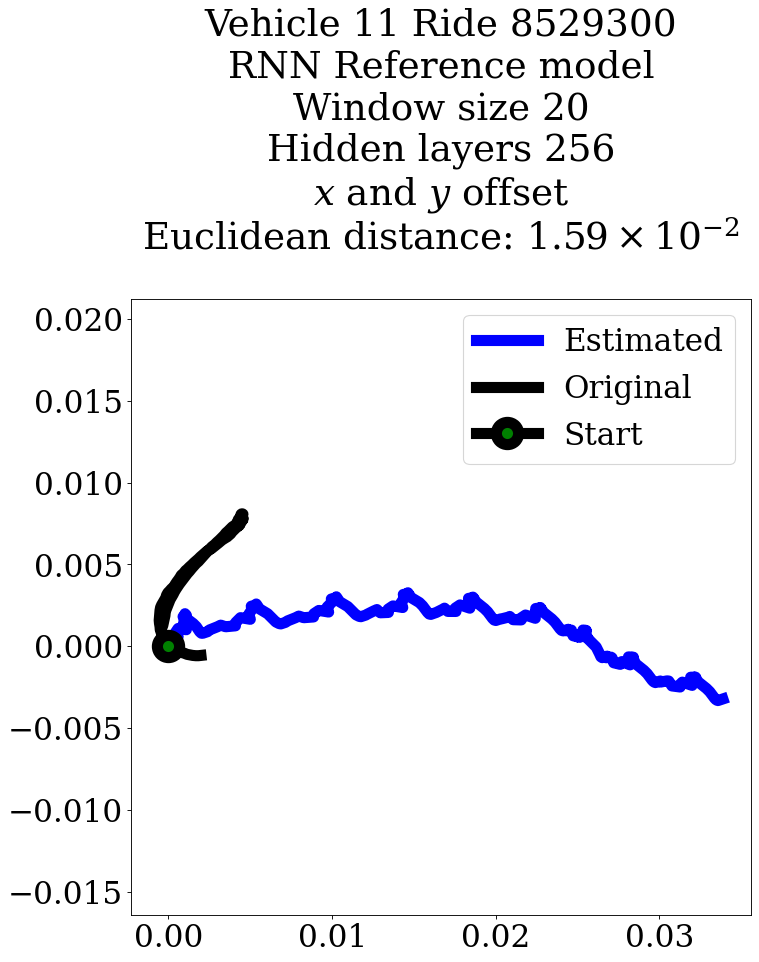 Vehicle 11 Ride 8529300
RNN Reference model
Window size 20
Hidden layers 256
x and y offset
Euclidean distance: 1.59 × 10⁻²
Estimated
Original
Start
0.020
0.015
0.010
0.005
0.000
−0.005
−0.010
−0.015
0.00 0.01 0.02 0.03